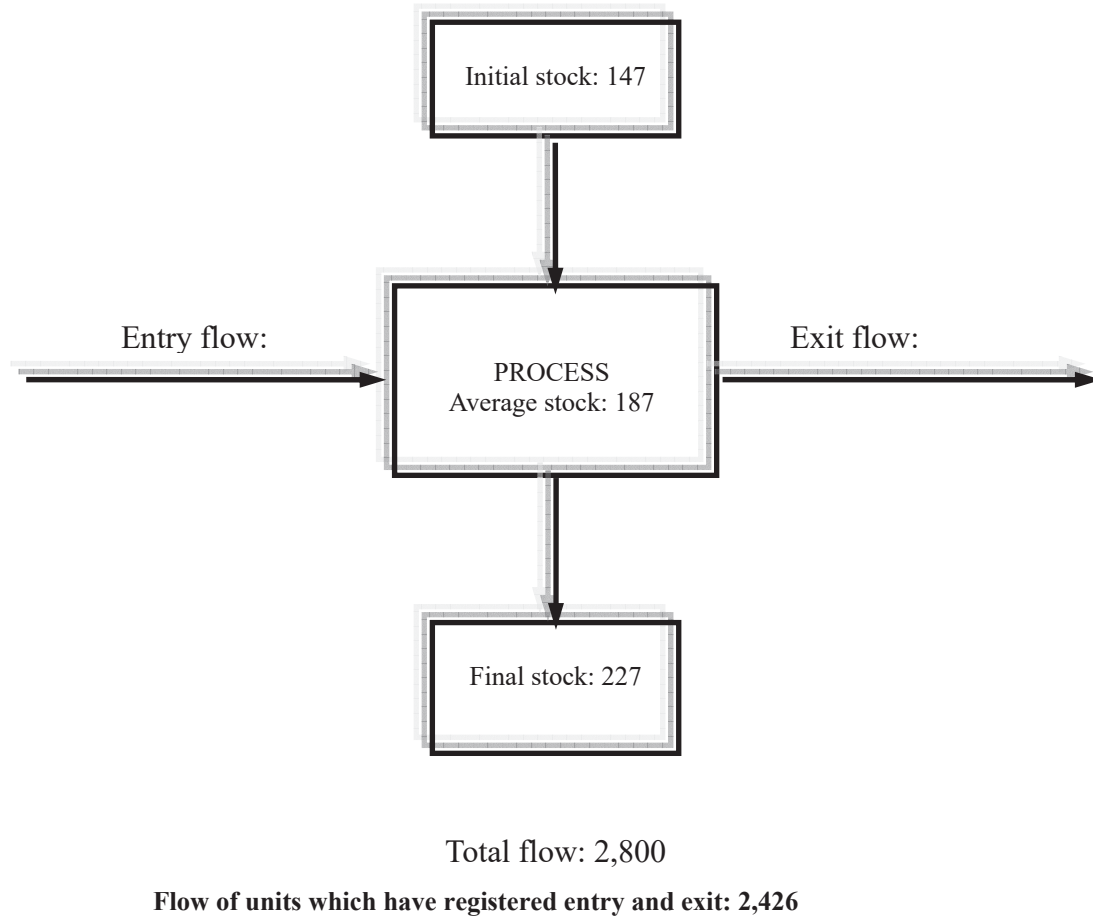 Initial stock: 147
Entry flow:
Exit flow:
PROCESS
Average stock: 187
Final stock: 227
Total flow: 2,800
Flow of units which have registered entry and exit: 2,426